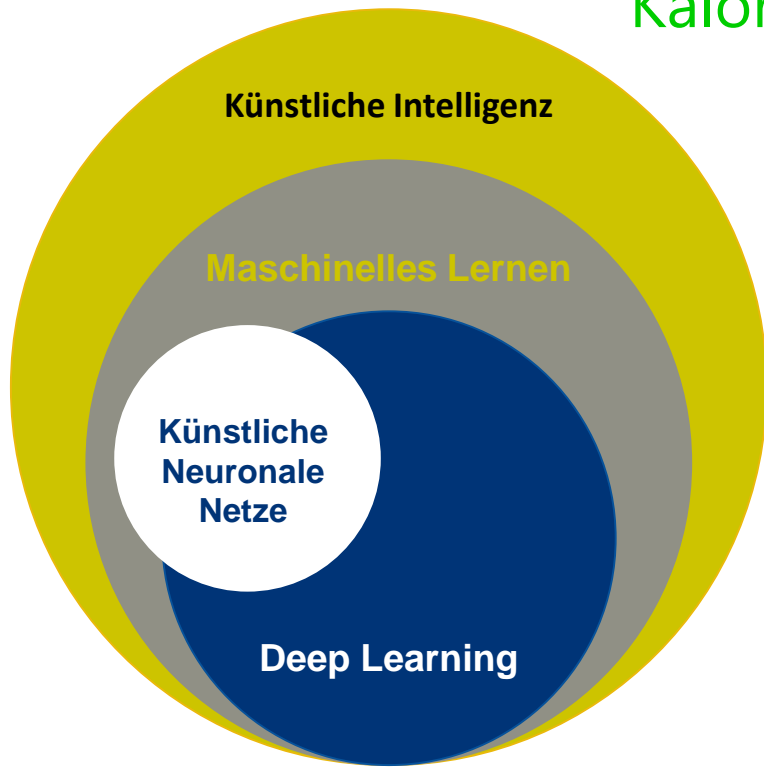 Künstliche Intelligenz
Maschinelles Lernen
Künstliche
Neuronale
Netze
Deep Learning